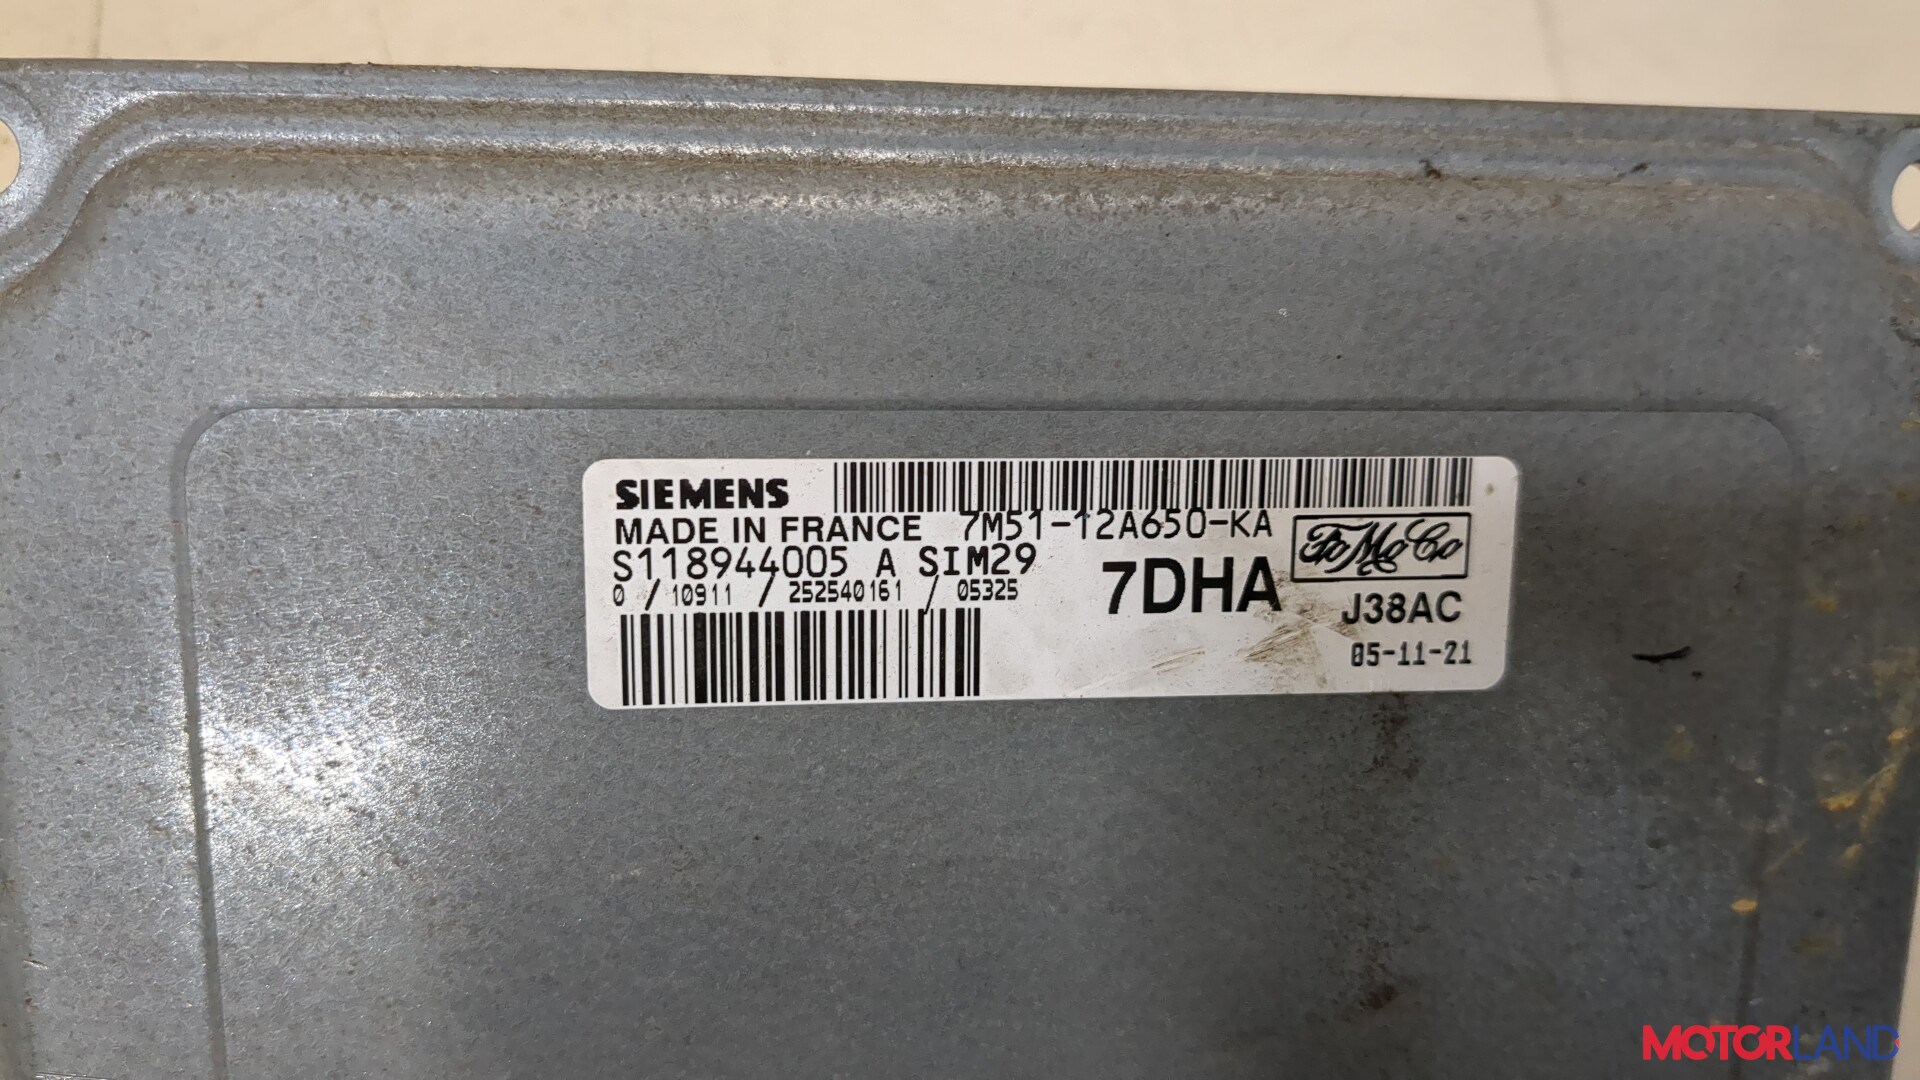 SIEMENS
MADE IN FRANCE 7M51-12A650-KA
S118944005 A SIM29
0 / 10911 / 252540161 / 05325
7DHA
FoMoCo
J38AC
05-11-21
MOTORLAND